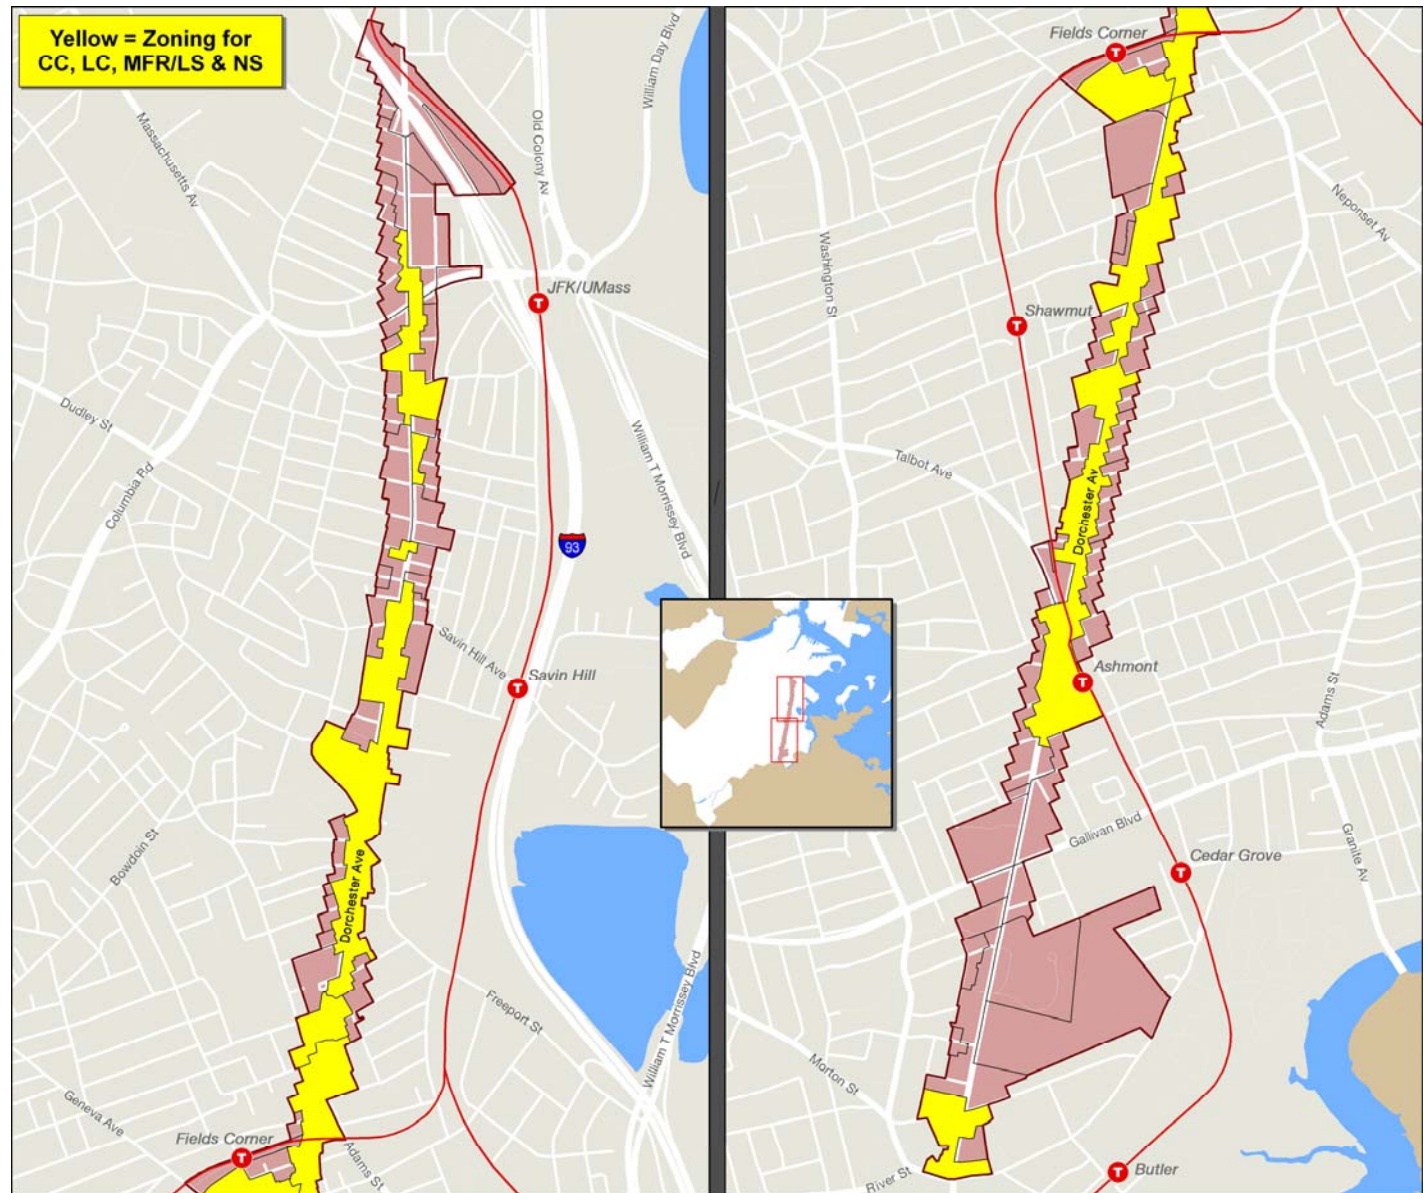 Yellow = Zoning for
CC, LC, MFR/LS & NS
Massachusetts Av
Old Colony Av
William Day Blvd
JFK/UMass
T
Dudley St
Columbia Rd
William T Morrissey Blvd
93
Savin Hill Ave
Savin Hill
T
Bowdoin St
Dorchester Ave
Freeport St
William T Morrissey Blvd
Geneva Ave
Fields Corner
T
Adams St
Fields Corner
T
Neponset Av
Washington St
Shawmut
T
Talbot Ave
Dorchester Av
Ashmont
T
Adams St
Gallivan Blvd
Granite Av
Cedar Grove
T
Morton St
River St
Butler
T